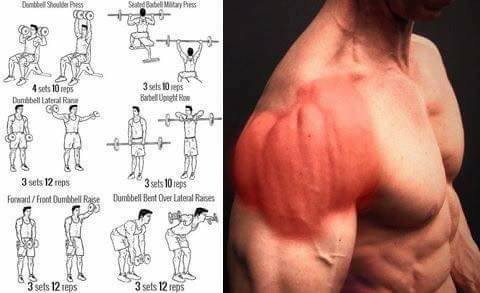 Dumbbell Shoulder Press
4 sets 10 reps
Seated Barbell Military Press
3 sets 10 reps
Dumbbell Lateral Raise
3 sets 12 reps
Barbell Upight Row
3 sets 10 reps
Forward / Front Dumbbell Raise
3 sets 12 reps
Dumbbell Bent Over Lateral Raises
3 sets 12 reps